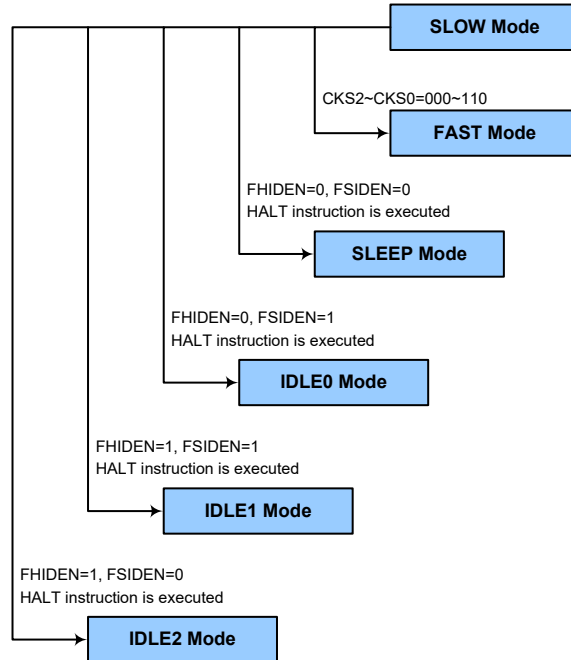 SLOW Mode
CKS2~CKS0=000~110
FAST Mode
FHIDEN=0, FSIDEN=0
HALT instruction is executed
SLEEP Mode
FHIDEN=0, FSIDEN=1
HALT instruction is executed
IDLE0 Mode
FHIDEN=1, FSIDEN=1
HALT instruction is executed
IDLE1 Mode
FHIDEN=1, FSIDEN=0
HALT instruction is executed
IDLE2 Mode